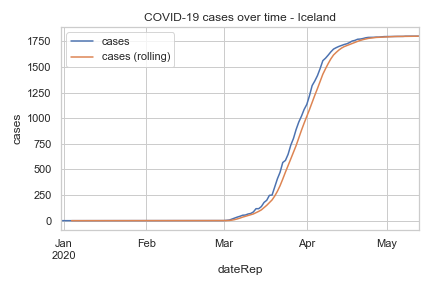 COVID-19 cases over time - Iceland
cases
cases (rolling)
1750
1500
1250
1000
750
500
250
0
cases
Jan Feb Mar Apr May
2020
dateRep